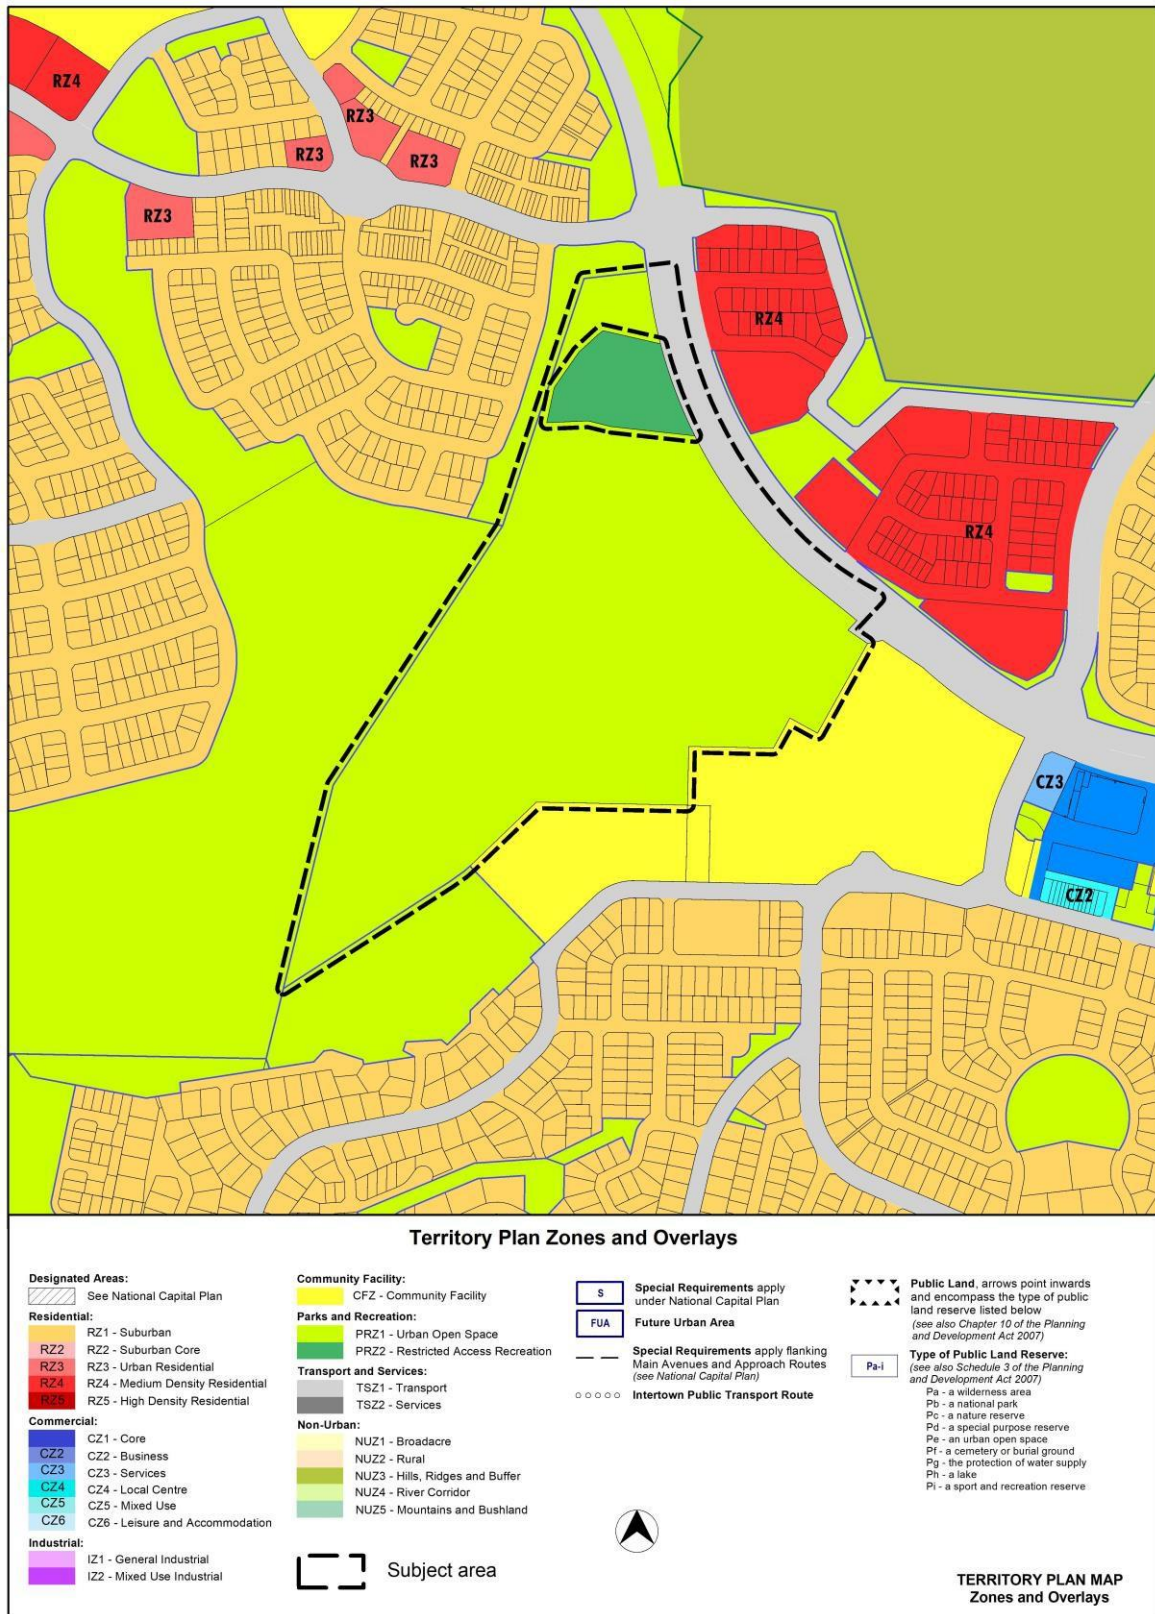 RZ4
RZ3
RZ3
RZ3
RZ3
RZ4
RZ4
CZ3
CZ2
Territory Plan Zones and Overlays
Designated Areas:
See National Capital Plan
Residential:
RZ1 - Suburban
RZ2 RZ2 - Suburban Core
RZ3 RZ3 - Urban Residential
RZ4 RZ4 - Medium Density Residential
RZ5 RZ5 - High Density Residential
Commercial:
CZ1 - Core
CZ2 CZ2 - Business
CZ3 CZ3 - Services
CZ4 CZ4 - Local Centre
CZ5 CZ5 - Mixed Use
CZ6 CZ6 - Leisure and Accommodation
Industrial:
IZ1 - General Industrial
IZ2 - Mixed Use Industrial
Community Facility:
CFZ - Community Facility
Parks and Recreation:
PRZ1 - Urban Open Space
PRZ2 - Restricted Access Recreation
Transport and Services:
TSZ1 - Transport
TSZ2 - Services
Non-Urban:
NUZ1 - Broadacre
NUZ2 - Rural
NUZ3 - Hills, Ridges and Buffer
NUZ4 - River Corridor
NUZ5 - Mountains and Bushland
Subject area
S Special Requirements apply
under National Capital Plan
FUA Future Urban Area
Special Requirements apply flanking
Main Avenues and Approach Routes
(see National Capital Plan)
Intertown Public Transport Route
Public Land, arrows point inwards
and encompass the type of public
land reserve listed below
(see also Chapter 10 of the Planning
and Development Act 2007)
Pa-i Type of Public Land Reserve:
(see also Schedule 3 of the Planning
and Development Act 2007)
Pa - a wilderness area
Pb - a national park
Pc - a nature reserve
Pd - a special purpose reserve
Pe - an urban open space
Pf - a cemetery or burial ground
Pg - the protection of water supply
Ph - a lake
Pi - a sport and recreation reserve
TERRITORY PLAN MAP
Zones and Overlays